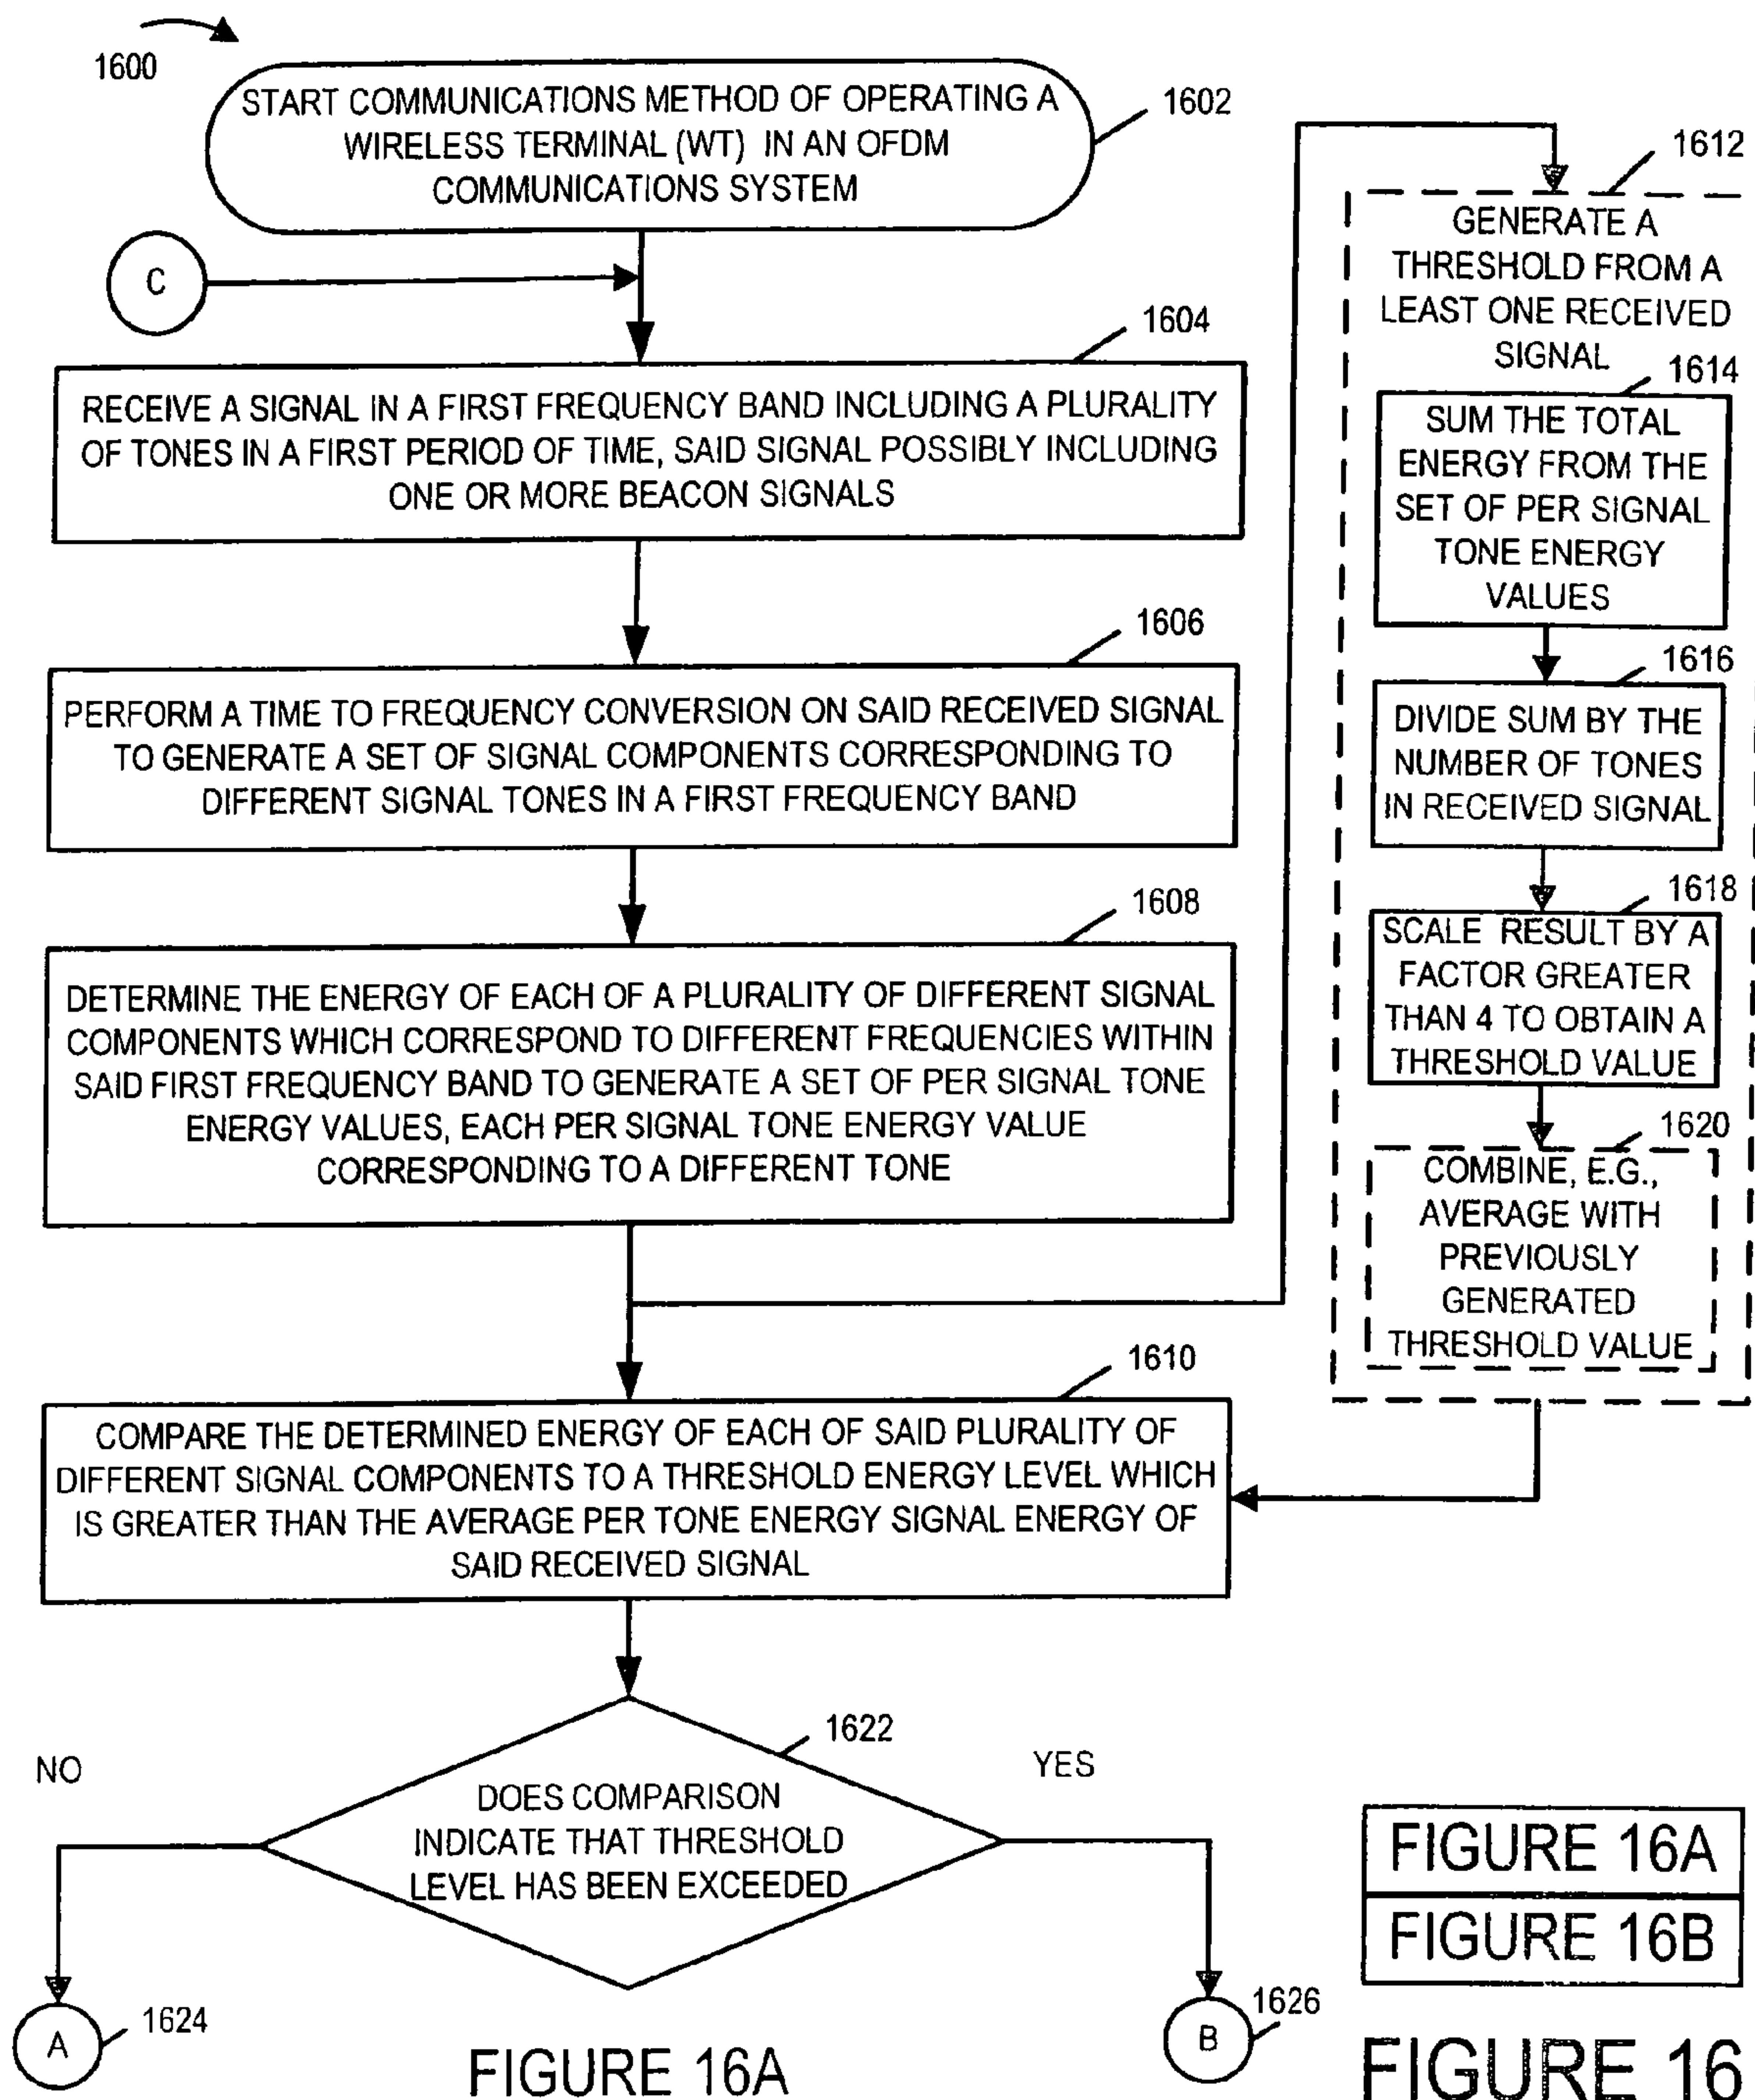 1600
START COMMUNICATIONS METHOD OF OPERATING A
WIRELESS TERMINAL (WT) IN AN OFDM
COMMUNICATIONS SYSTEM
1602
C
1604
RECEIVE A SIGNAL IN A FIRST FREQUENCY BAND INCLUDING A PLURALITY
OF TONES IN A FIRST PERIOD OF TIME, SAID SIGNAL POSSIBLY INCLUDING
ONE OR MORE BEACON SIGNALS
1606
PERFORM A TIME TO FREQUENCY CONVERSION ON SAID RECEIVED SIGNAL
TO GENERATE A SET OF SIGNAL COMPONENTS CORRESPONDING TO
DIFFERENT SIGNAL TONES IN A FIRST FREQUENCY BAND
1608
DETERMINE THE ENERGY OF EACH OF A PLURALITY OF DIFFERENT SIGNAL
COMPONENTS WHICH CORRESPOND TO DIFFERENT FREQUENCIES WITHIN
SAID FIRST FREQUENCY BAND TO GENERATE A SET OF PER SIGNAL TONE
ENERGY VALUES, EACH PER SIGNAL TONE ENERGY VALUE
CORRESPONDING TO A DIFFERENT TONE
1612
GENERATE A
THRESHOLD FROM A
LEAST ONE RECEIVED
SIGNAL
1614
SUM THE TOTAL
ENERGY FROM THE
SET OF PER SIGNAL
TONE ENERGY
VALUES
1616
DIVIDE SUM BY THE
NUMBER OF TONES
IN RECEIVED SIGNAL
1618
SCALE RESULT BY A
FACTOR GREATER
THAN 4 TO OBTAIN A
THRESHOLD VALUE
1620
COMBINE, E.G.,
AVERAGE WITH
PREVIOUSLY
GENERATED
THRESHOLD VALUE
1610
COMPARE THE DETERMINED ENERGY OF EACH OF SAID PLURALITY OF
DIFFERENT SIGNAL COMPONENTS TO A THRESHOLD ENERGY LEVEL WHICH
IS GREATER THAN THE AVERAGE PER TONE ENERGY SIGNAL ENERGY OF
SAID RECEIVED SIGNAL
1622
NO
YES
DOES COMPARISON
INDICATE THAT THRESHOLD
LEVEL HAS BEEN EXCEEDED
A
1624
B
1626
FIGURE 16A
FIGURE 16A
FIGURE 16B
FIGURE 16